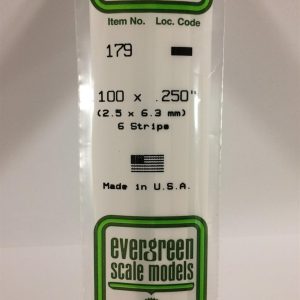 Item No. Loc. Code
179
.100 x .250"
(2.5 x 6.3 mm)
6 Strips
Made in U.S.A.
evergreen
scale models